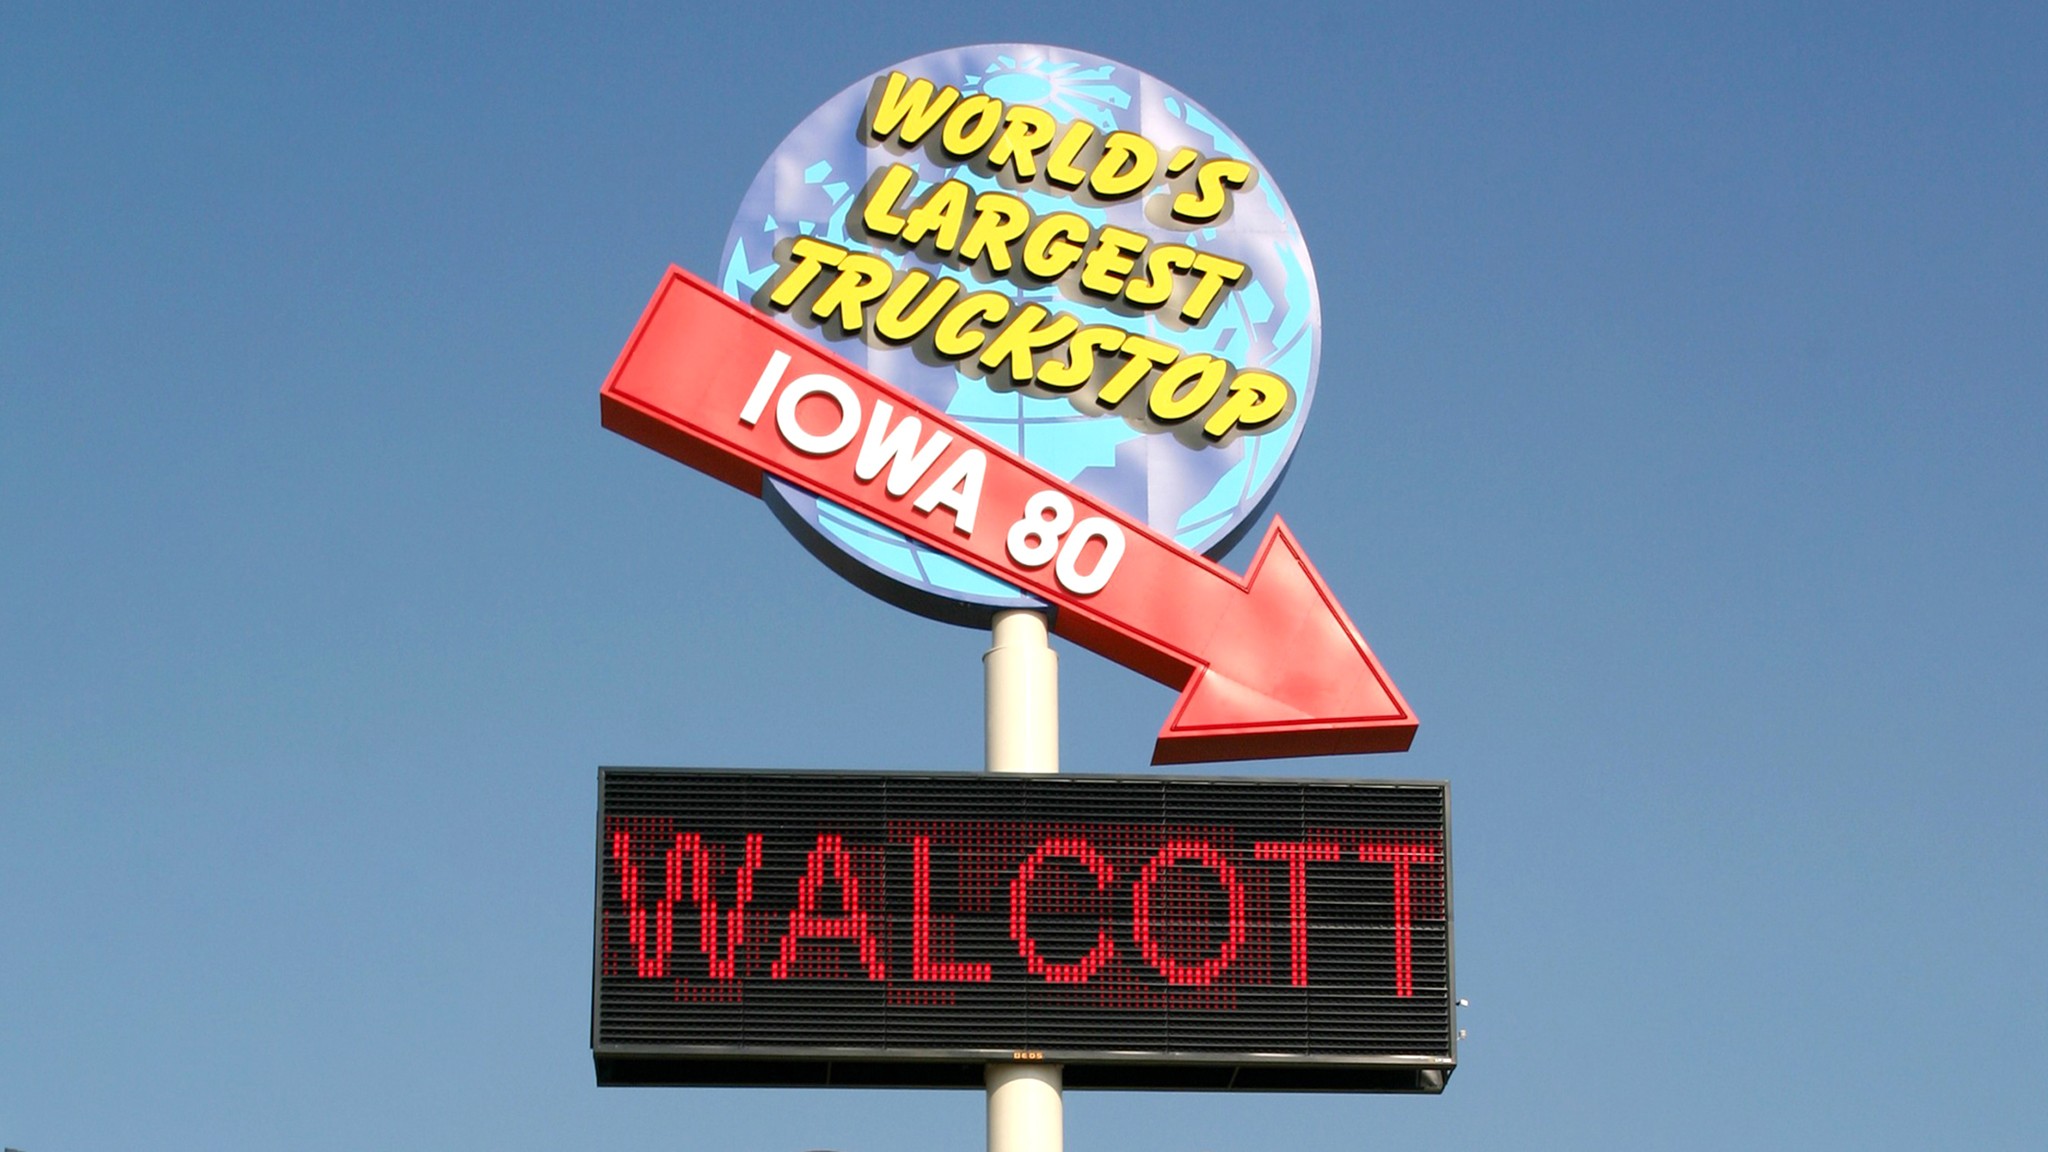 WORLD'S
LARGEST
TRUCKSTOP
IOWA 80
WALCOTT